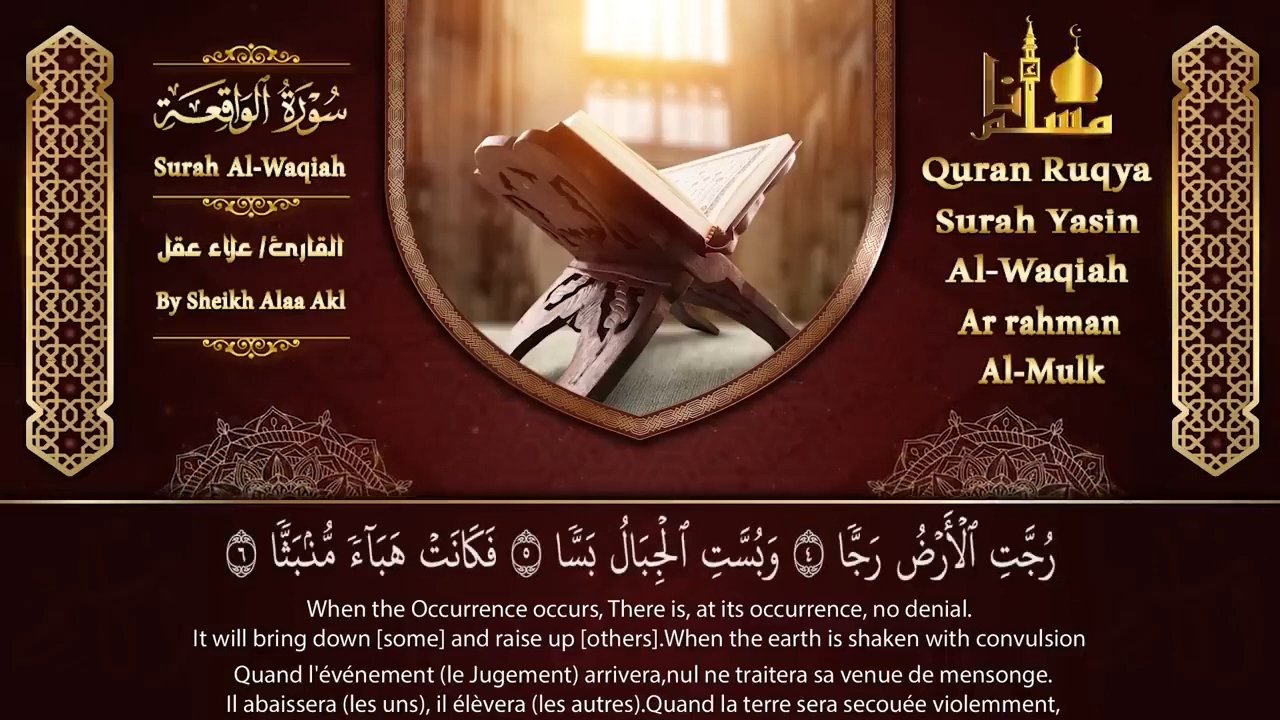 سُورَةُ ٱلْوَاقِعَة
Surah Al-Waqiah
القارئ/ علاء عقل
By Sheikh Alaa Akl
أنا
مسلم
Quran Ruqya
Surah Yasin
Al-Waqiah
Ar rahman
Al-Mulk
رُجَّتِ ٱلْأَرْضُ رَجًّا ٤ وَبُسَّتِ ٱلْجِبَالُ بَسًّا ٥ فَكَانَتْ هَبَآءً مُّنۢبَثًّا ٦
When the Occurrence occurs, There is, at its occurrence, no denial.
It will bring down [some] and raise up [others].When the earth is shaken with convulsion
Quand l'événement (le Jugement) arrivera,nul ne traitera sa venue de mensonge.
Il abaissera (les uns), il élèvera (les autres).Quand la terre sera secouée violemment,